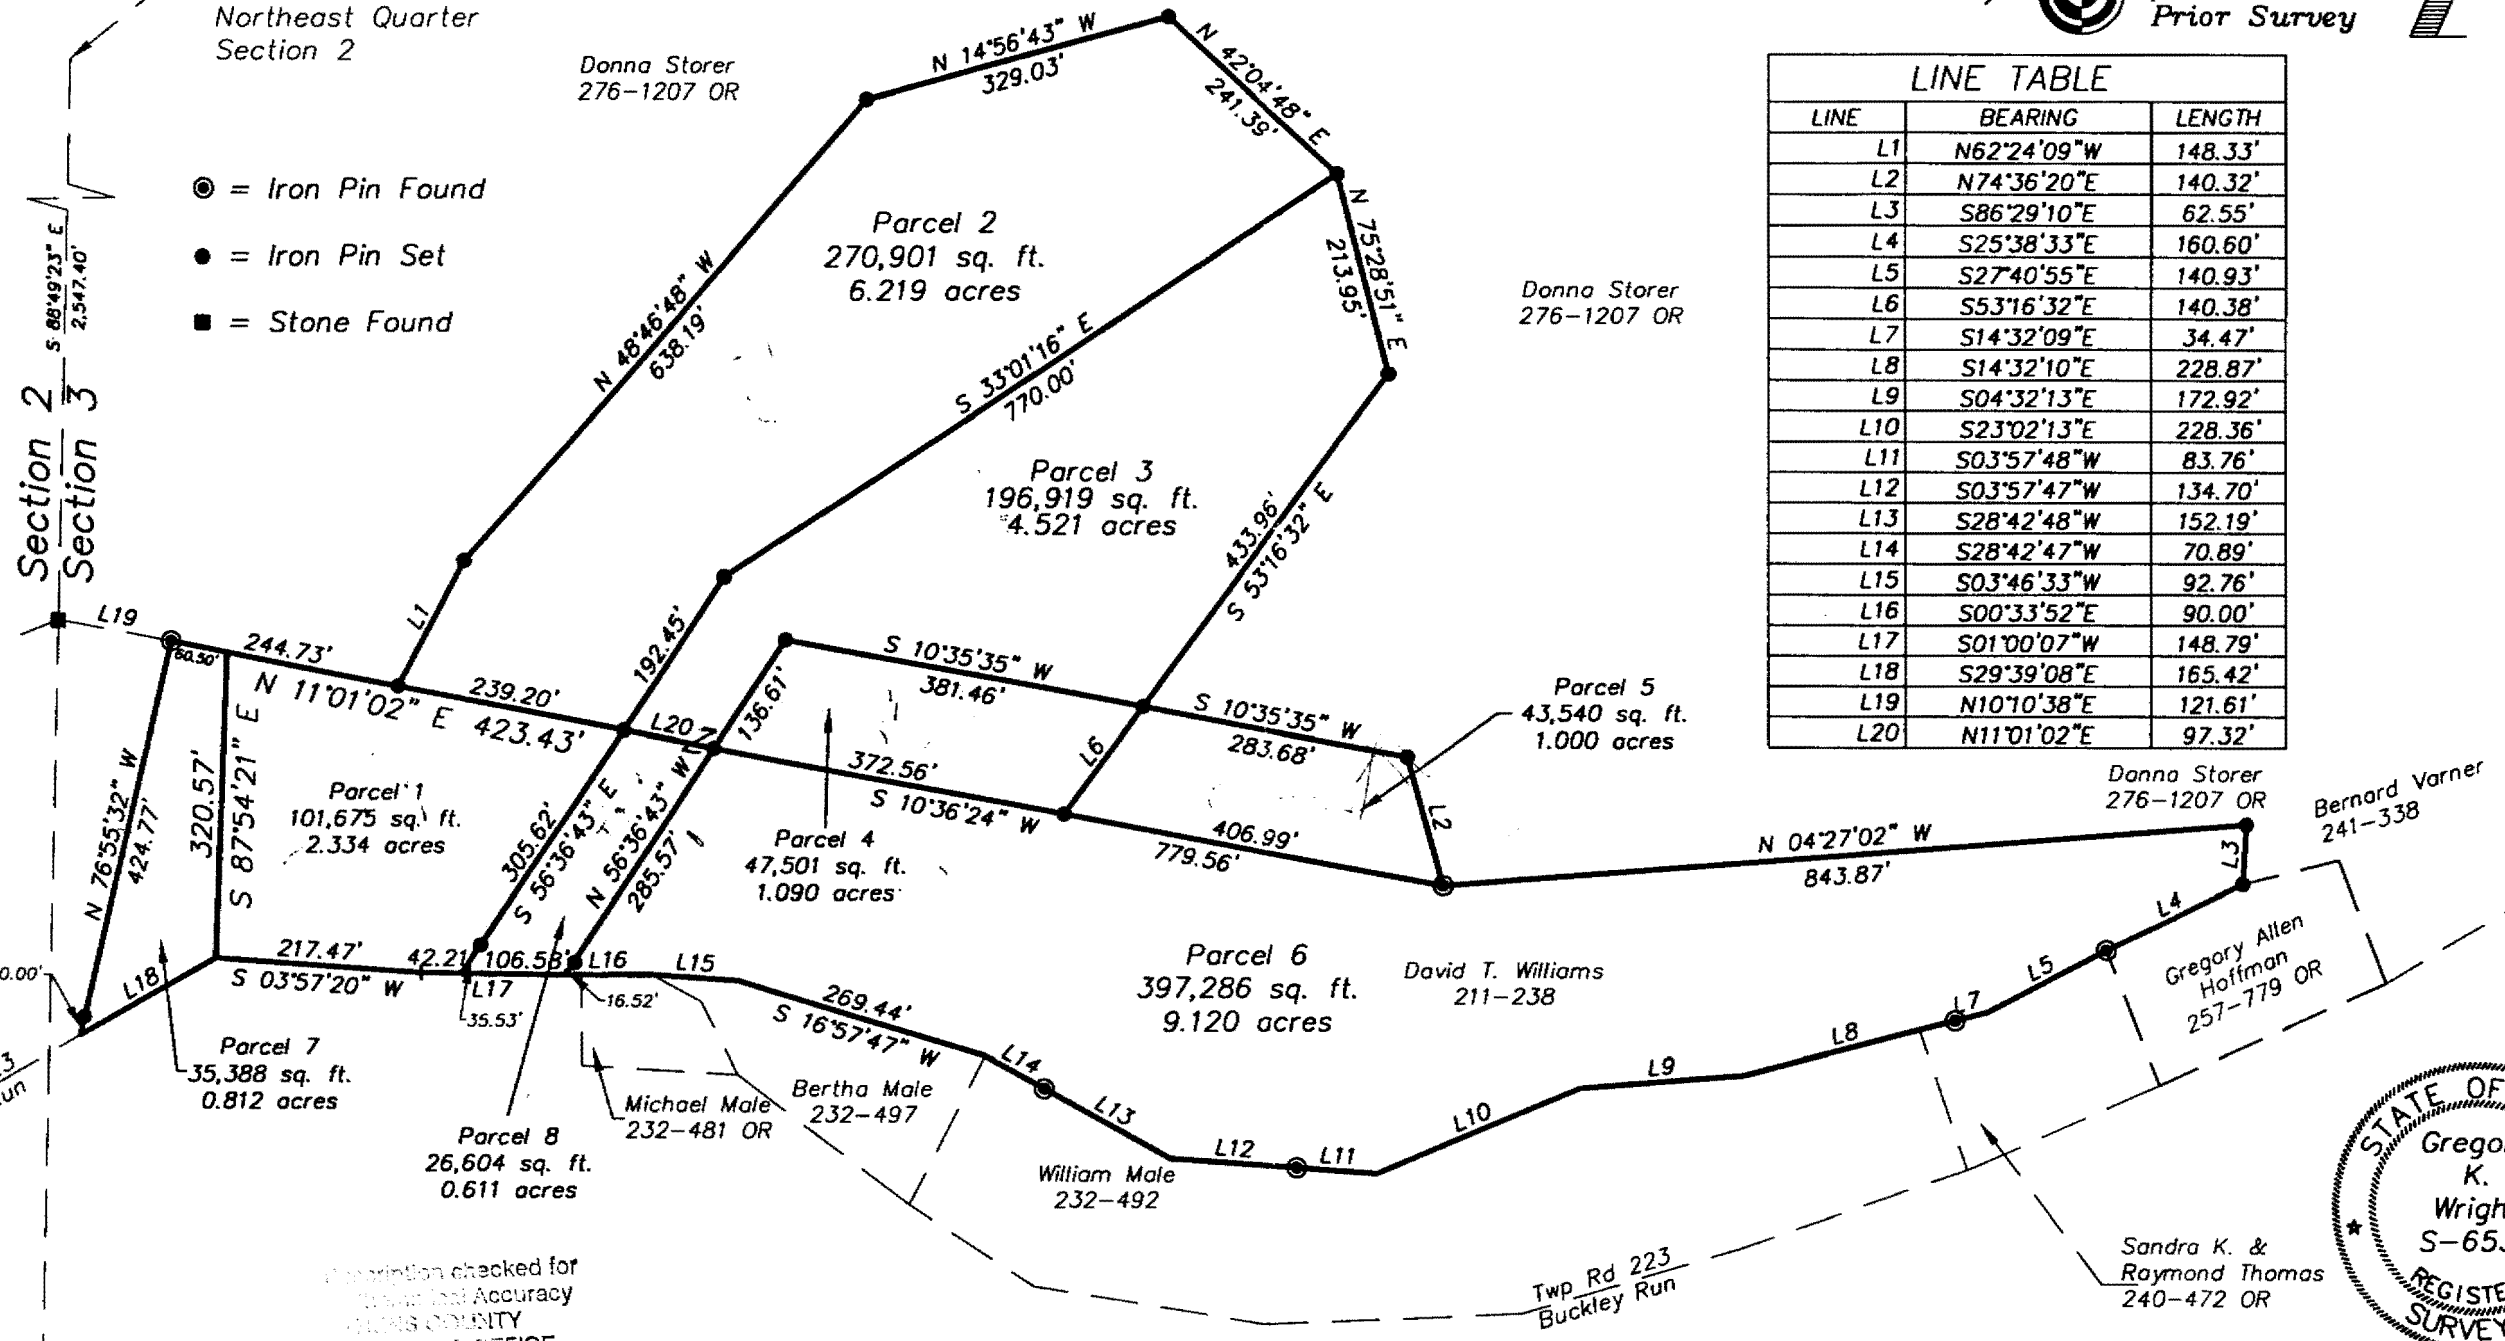 Northeast Quarter
Section 2
Prior Survey
Donna Storer
276-1207 OR
N 14°56'43" W
329.03'
N 42°04'48" E
241.39'
= Iron Pin Found
= Iron Pin Set
= Stone Found
S 88°49'23" E
2,547.40'
Section 2
Section 3
Parcel 2
270,901 sq. ft.
6.219 acres
N 48°46'48" W
638.19'
S 33°01'16" E
770.00'
N 75°28'51" E
213.95'
Donna Storer
276-1207 OR
Parcel 3
196,919 sq. ft.
4.521 acres
433.96'
S 53°16'32" E
LINE TABLE
LINE BEARING LENGTH
L1 N62°24'09"W 148.33'
L2 N74°36'20"E 140.32'
L3 S86°29'10"E 62.55'
L4 S25°38'33"E 160.60'
L5 S27°40'55"E 140.93'
L6 S53°16'32"E 140.38'
L7 S14°32'09"E 34.47'
L8 S14°32'10"E 228.87'
L9 S04°32'13"E 172.92'
L10 S23°02'13"E 228.36'
L11 S03°57'48"W 83.76'
L12 S03°57'47"W 134.70'
L13 S28°42'48"W 152.19'
L14 S28°42'47"W 70.89'
L15 S03°46'33"W 92.76'
L16 S00°33'52"E 90.00'
L17 S01°00'07"W 148.79'
L18 S29°39'08"E 165.42'
L19 N10°10'38"E 121.61'
L20 N11°01'02"E 97.32'
L19
60.50'
244.73'
L1
N 11°01'02" E 423.43'
239.20'
192.45'
L20
136.61'
S 10°35'35" W
381.46'
S 10°35'35" W
283.68'
L6
L2
Parcel 5
43,540 sq. ft.
1.000 acres
372.56'
S 10°36'24" W
406.99'
779.56'
N 76°55'32" W
424.77'
320.57'
S 87°54'21" E
Parcel 1
101,675 sq. ft.
2.334 acres
305.62'
S 56°36'43" E
N 56°36'43" W
285.57'
Parcel 4
47,501 sq. ft.
1.090 acres
N 04°27'02" W
843.87'
Donna Storer
276-1207 OR
Bernard Varner
241-338
L3
L4
L5
L7
L8
L9
L10
Gregory Allen
Hoffman
257-779 OR
217.47'
S 03°57'20" W
42.21
106.58'
L16
L15
L17
35.53'
16.52'
L18
269.44'
S 16°57'47" W
L14
L13
L12
L11
Parcel 6
397,286 sq. ft.
9.120 acres
David T. Williams
211-238
Parcel 7
35,388 sq. ft.
0.812 acres
Parcel 8
26,604 sq. ft.
0.611 acres
Michael Male
232-481 OR
Bertha Male
232-497
William Male
232-492
Twp Rd 223
Buckley Run
Sandra K. &
Raymond Thomas
240-472 OR
STATE OF
K.
checked for
Accuracy
COUNTY